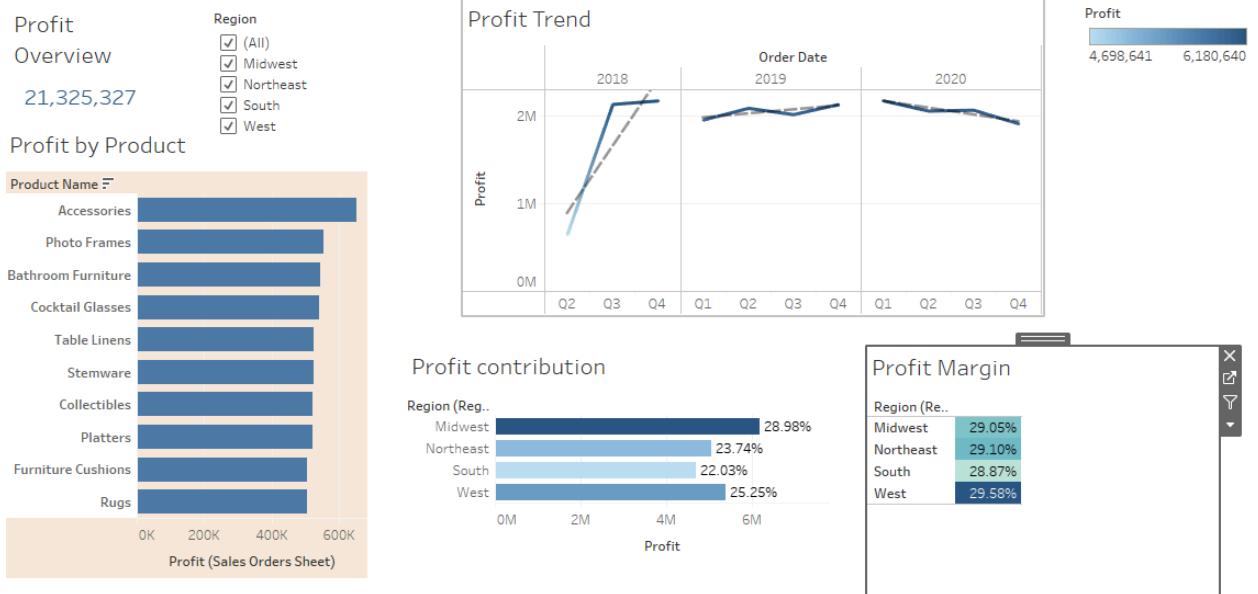 Profit
Overview
21,325,327
Region
(All)
Midwest
Northeast
South
West
Profit by Product
Product Name
Accessories
Photo Frames
Bathroom Furniture
Cocktail Glasses
Table Linens
Stemware
Collectibles
Platters
Furniture Cushions
Rugs
0K 200K 400K 600K
Profit (Sales Orders Sheet)
Profit Trend
Order Date
2018 2019 2020
2M
1M
0M
Profit
Q2 Q3 Q4 Q1 Q2 Q3 Q4 Q1 Q2 Q3 Q4
Profit
4,698,641 6,180,640
Profit contribution
Region (Reg..
Midwest 28.98%
Northeast 23.74%
South 22.03%
West 25.25%
0M 2M 4M 6M
Profit
Profit Margin
Region (Re..
Midwest 29.05%
Northeast 29.10%
South 28.87%
West 29.58%